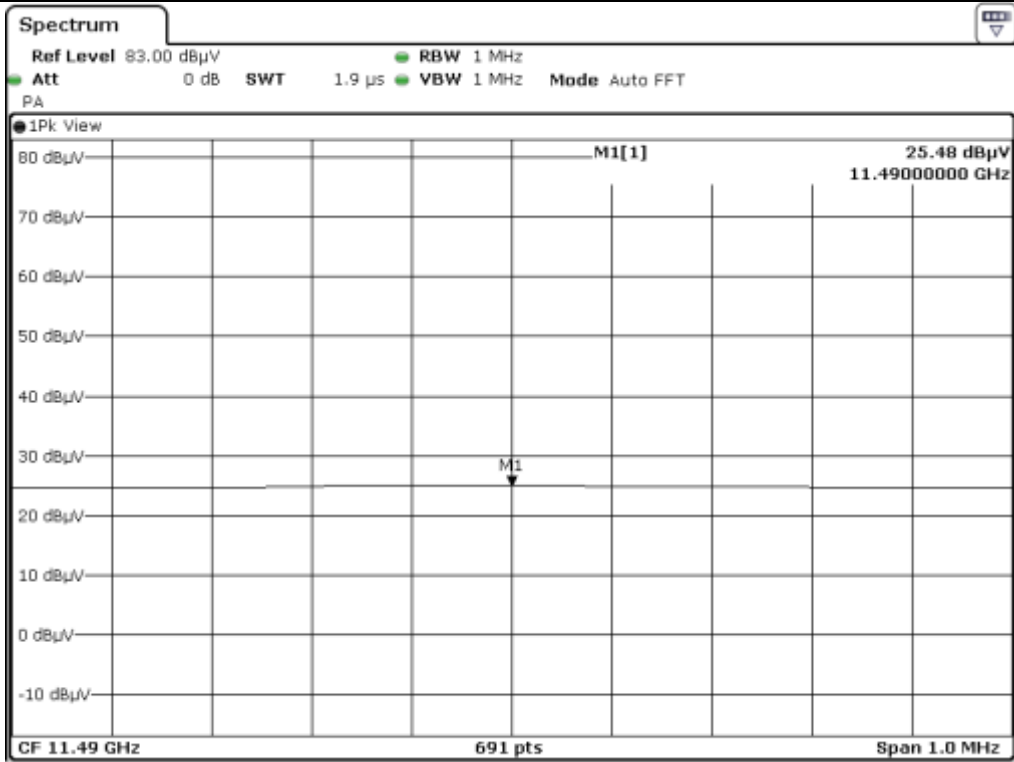 Spectrum
Ref Level 83.00 dBµV RBW 1 MHz
Att 0 dB SWT 1.9 µs VBW 1 MHz Mode Auto FFT
PA
1Pk View
80 dBµV M1[1] 25.48 dBµV
11.49000000 GHz
70 dBµV
60 dBµV
50 dBµV
40 dBµV
30 dBµV
M1
20 dBµV
10 dBµV
0 dBµV
-10 dBµV
CF 11.49 GHz 691 pts Span 1.0 MHz